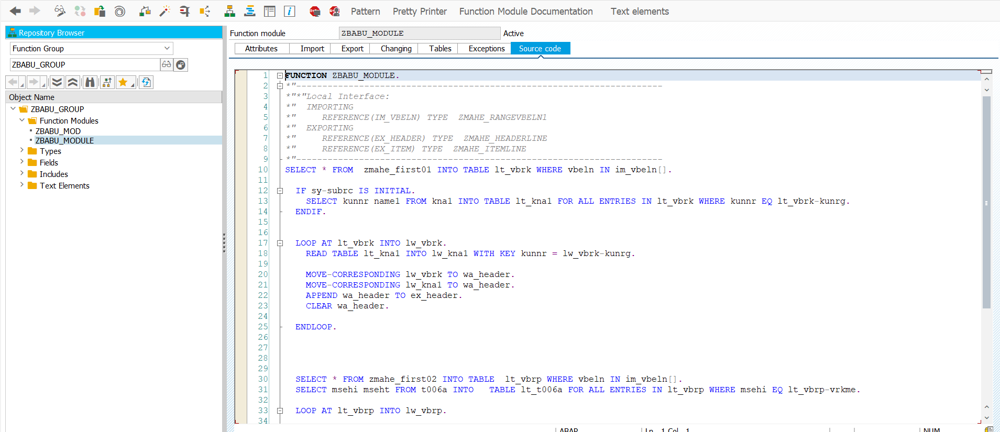 Pattern Pretty Printer Function Module Documentation Text elements
Repository Browser
Function Group
ZBABU_GROUP
Object Name
ZBABU_GROUP
Function Modules
ZBABU_MOD
ZBABU_MODULE
Types
Fields
Includes
Text Elements
Function module ZBABU_MODULE Active
Attributes Import Export Changing Tables Exceptions Source code
1 FUNCTION ZBABU_MODULE.
2 *"----------------------------------------------------------------------
3 *"*"Local Interface:
4 *"  IMPORTING
5 *"     REFERENCE(IM_VBELN) TYPE  ZMAHE_RANGEVBELN1
6 *"  EXPORTING
7 *"     REFERENCE(EX_HEADER) TYPE  ZMAHE_HEADERLINE
8 *"     REFERENCE(EX_ITEM) TYPE  ZMAHE_ITEMLINE
9 *"----------------------------------------------------------------------
10 SELECT * FROM  zmahe_first01 INTO TABLE lt_vbrk WHERE vbeln IN im_vbeln[].
11
12   IF sy-subrc IS INITIAL.
13     SELECT kunnr name1 FROM kna1 INTO TABLE lt_kna1 FOR ALL ENTRIES IN lt_vbrk WHERE kunnr EQ lt_vbrk-kunrg.
14   ENDIF.
15
16
17   LOOP AT lt_vbrk INTO lw_vbrk.
18     READ TABLE lt_kna1 INTO lw_kna1 WITH KEY kunnr = lw_vbrk-kunrg.
19
20     MOVE-CORRESPONDING lw_vbrk TO wa_header.
21     MOVE-CORRESPONDING lw_kna1 TO wa_header.
22     APPEND wa_header TO ex_header.
23     CLEAR wa_header.
24
25   ENDLOOP.
26
27
28
29
30   SELECT * FROM zmahe_first02 INTO TABLE  lt_vbrp WHERE vbeln IN im_vbeln[].
31   SELECT msehi mseht FROM t006a INTO   TABLE lt_t006a FOR ALL ENTRIES IN lt_vbrp WHERE msehi EQ lt_vbrp-vrkme.
32
33   LOOP AT lt_vbrp INTO lw_vbrp.
34
ABAP Ln 1 Col 1 NUM